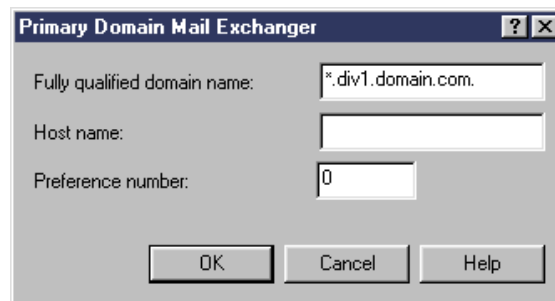 Primary Domain Mail Exchanger ? X
Fully qualified domain name: *.div1.domain.com.
Host name:
Preference number: 0
OK Cancel Help